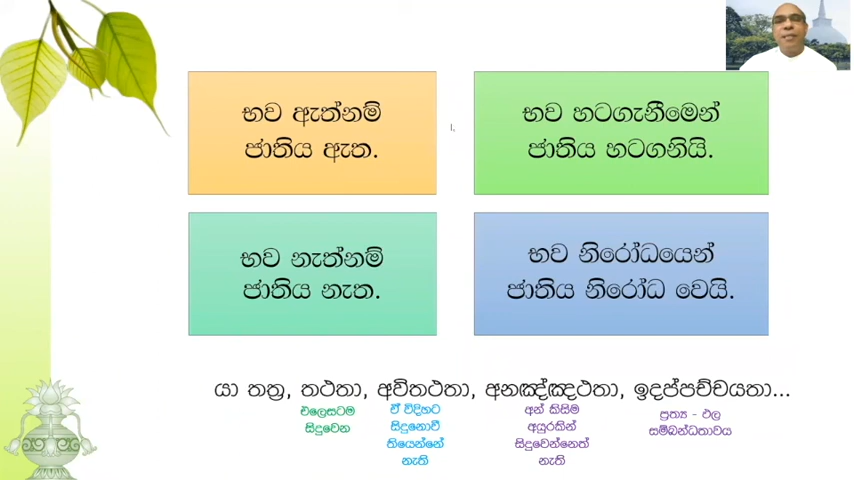 භව ඇත්නම්
ජාතිය ඇත.
භව හටගැනීමෙන්
ජාතිය හටගනියි.
භව නැත්නම්
ජාතිය නැත.
භව නිරෝධයෙන්
ජාතිය නිරෝධ වෙයි.
යා තත්‍ර, තථතා, අවිතථතා, අනඤ්ඤථතා, ඉදප්පච්චයතා...
එලෙසටම
සිදුවෙන
ඒ විදිහට
සිදුනොවී
තියෙන්නේ
නැති
අන් කිසිම
අයුරකින්
සිදුවෙන්නෙත්
නැති
ප්‍රත්‍ය - ඵල
සම්බන්ධතාවය